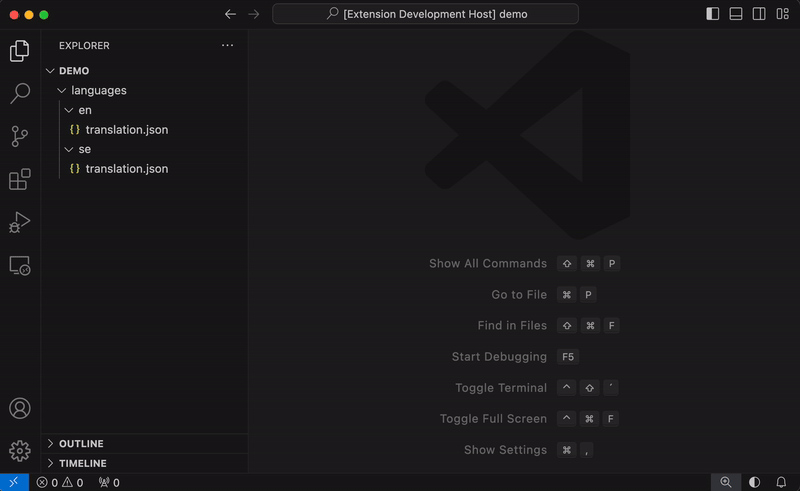 [Extension Development Host] demo
EXPLORER
DEMO
languages
en
{} translation.json
se
{} translation.json
Show All Commands ⇧ ⌘ P
Go to File ⌘ P
Find in Files ⇧ ⌘ F
Start Debugging F5
Toggle Terminal ^ ⇧ ´
Toggle Full Screen ^ ⌘ F
Show Settings ⌘ ,
OUTLINE
TIMELINE
0 0 0